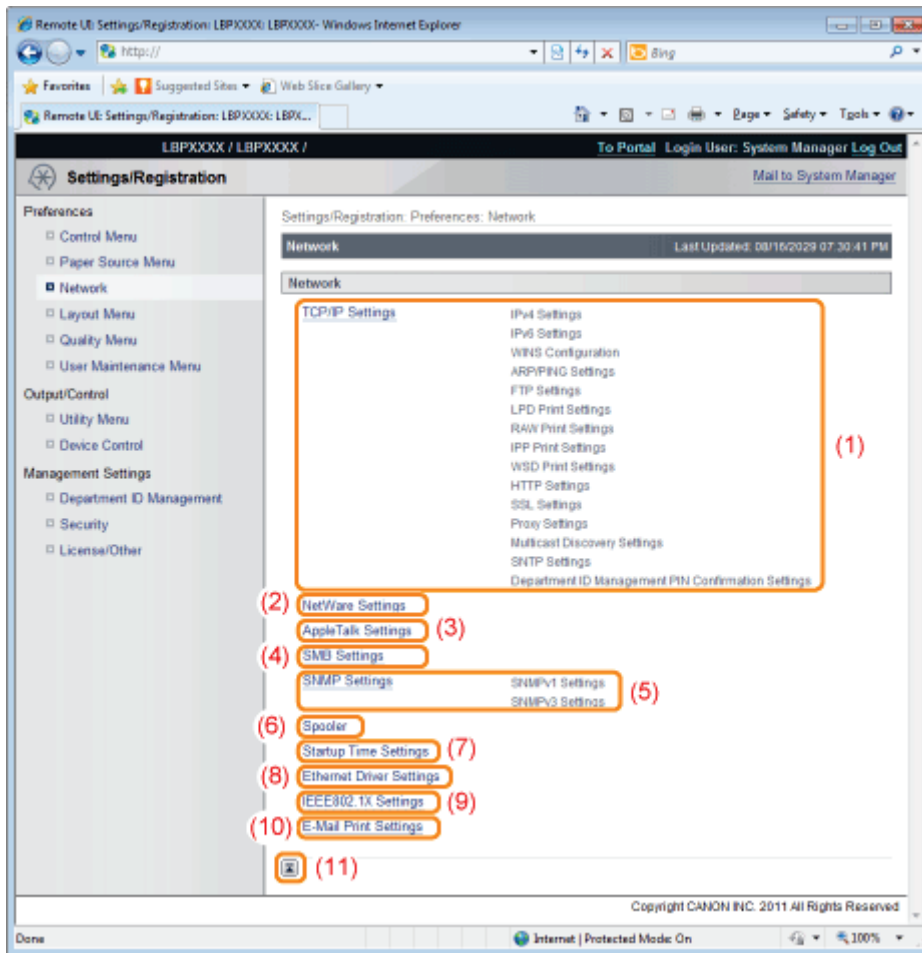 Remote UI: Settings/Registration: LBPXXXX: LBPXXXX- Windows Internet Explorer
http://
Bing
Favorites Suggested Sites Web Slice Gallery
Remote UI: Settings/Registration: LBPXXXX: LBPX...
Page Safety Tools
LBPXXXX / LBPXXXX /
To Portal Login User: System Manager Log Out
Settings/Registration
Mail to System Manager
Preferences
Control Menu
Paper Source Menu
Network
Layout Menu
Quality Menu
User Maintenance Menu
Output/Control
Utility Menu
Device Control
Management Settings
Department ID Management
Security
License/Other
Settings/Registration: Preferences: Network
Network Last Updated: 08/16/2029 07:30:41 PM
Network
TCP/IP Settings
IPv4 Settings
IPv6 Settings
WINS Configuration
ARP/PING Settings
FTP Settings
LPD Print Settings
RAW Print Settings
IPP Print Settings
WSD Print Settings
HTTP Settings
SSL Settings
Proxy Settings
Multicast Discovery Settings
SNTP Settings
Department ID Management PIN Confirmation Settings
(1)
(2) NetWare Settings
AppleTalk Settings (3)
(4) SMB Settings
SNMP Settings
SNMPv1 Settings
SNMPv3 Settings
(5)
(6) Spooler
Startup Time Settings (7)
(8) Ethernet Driver Settings
IEEE802.1X Settings (9)
(10) E-Mail Print Settings
(11)
Copyright CANON INC. 2011 All Rights Reserved
Done Internet | Protected Mode: On 100%